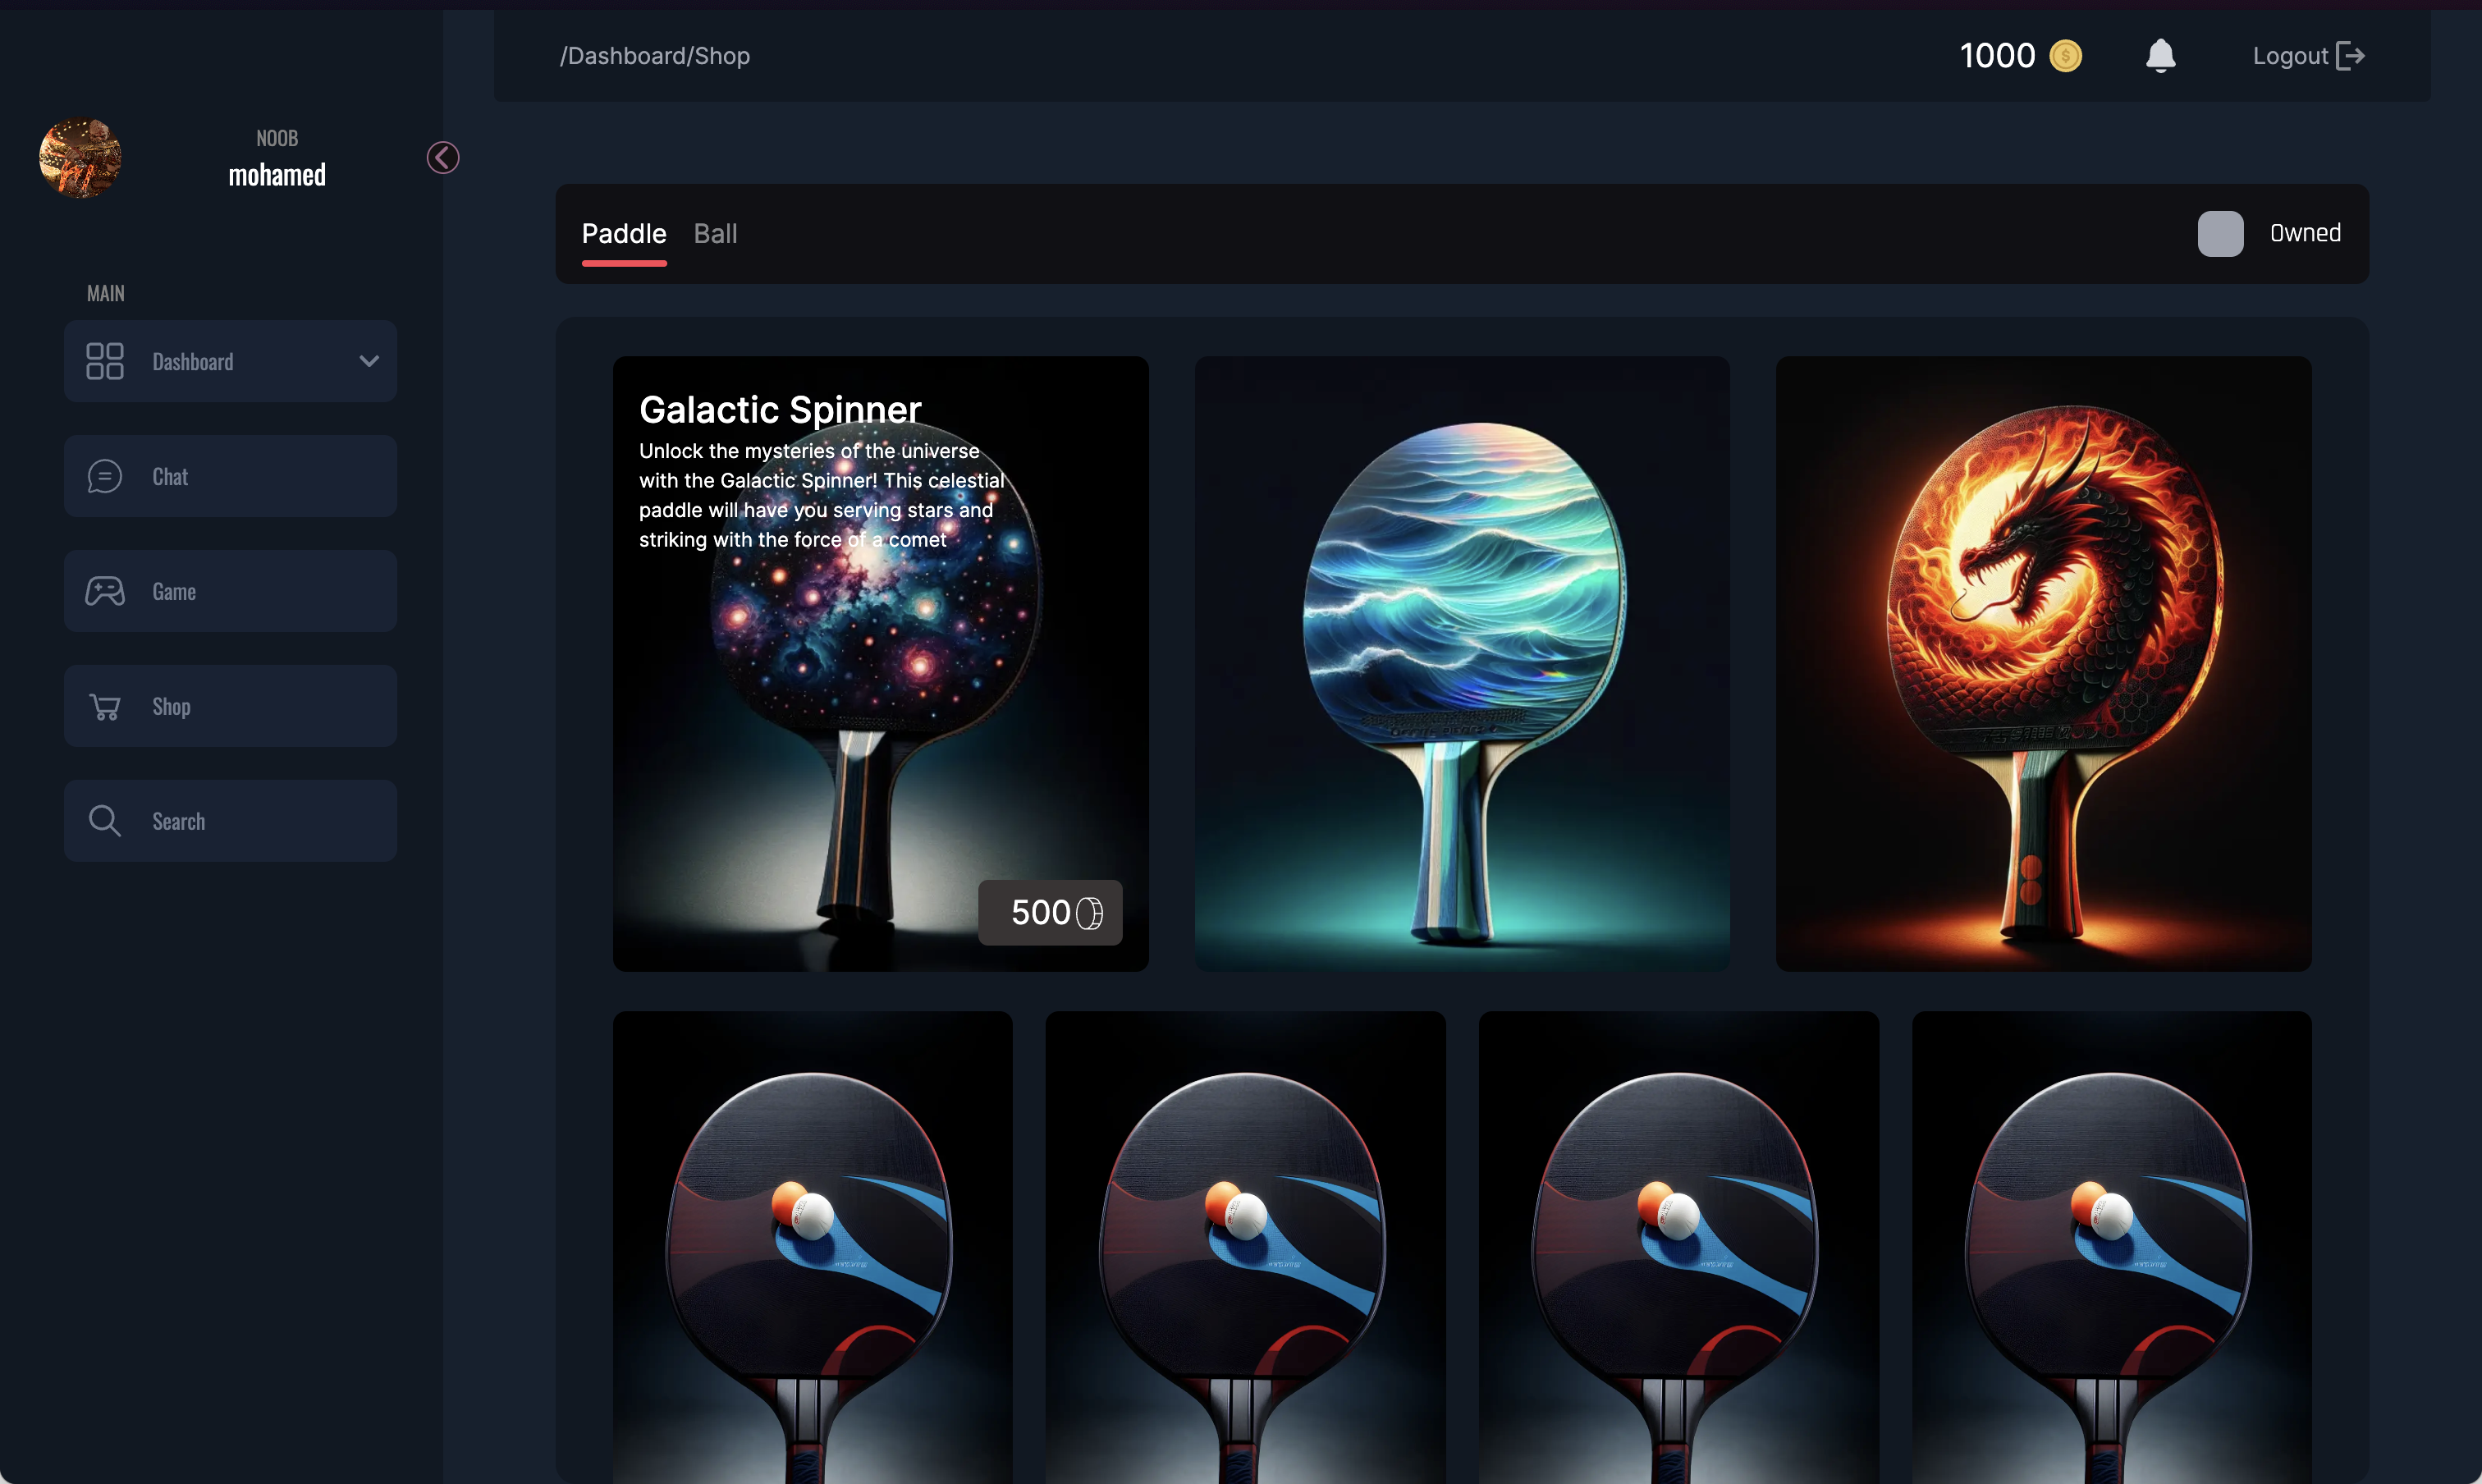 /Dashboard/Shop
1000
Logout
NOOB
mohamed
MAIN
Dashboard
Chat
Game
Shop
Search
Paddle
Ball
Owned
Galactic Spinner
Unlock the mysteries of the universe
with the Galactic Spinner! This celestial
paddle will have you serving stars and
striking with the force of a comet
500